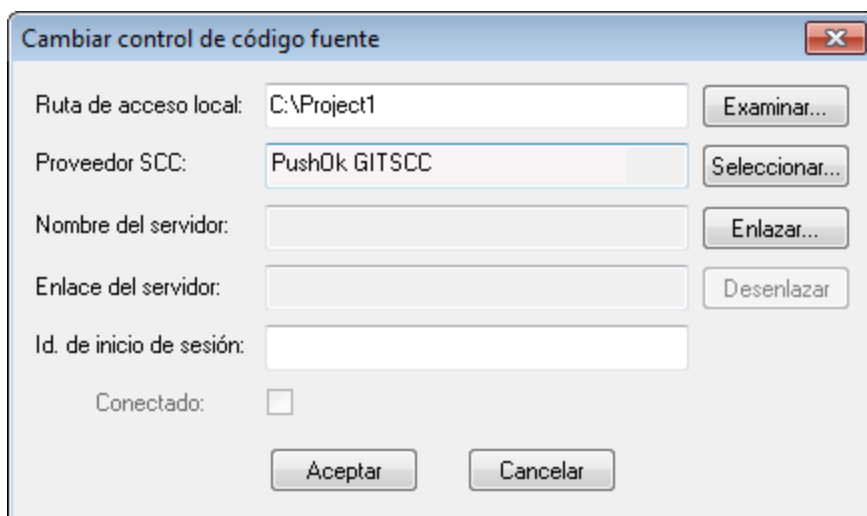 Cambiar control de código fuente
Ruta de acceso local: C:\Project1 Examinar...
Proveedor SCC: PushOk GITSCC Seleccionar...
Nombre del servidor: Enlazar...
Enlace del servidor: Desenlazar
Id. de inicio de sesión:
Conectado:
Aceptar Cancelar